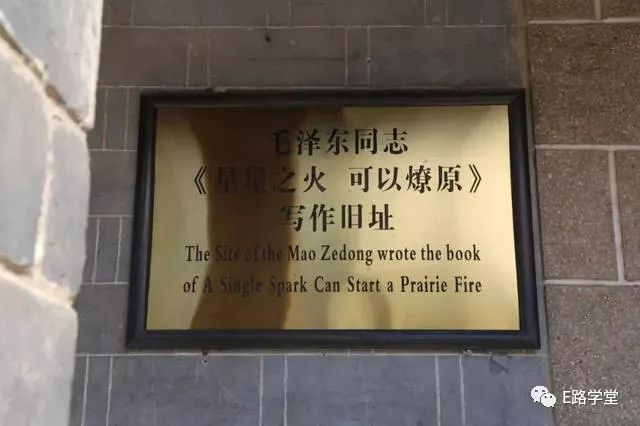 毛泽东同志
《星星之火 可以燎原》
写作旧址
The Site of the Mao Zedong wrote the book
of A Single Spark Can Start a Prairie Fire
E路学堂